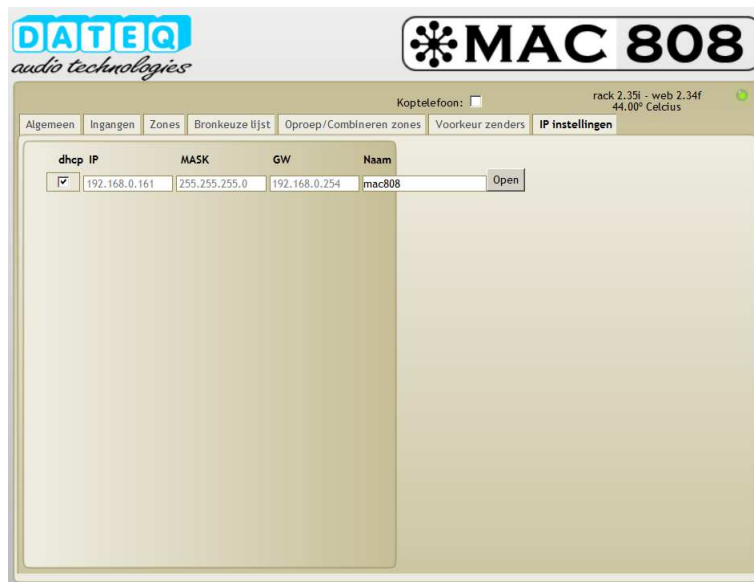 DATEQ
audio technologies
MAC 808
Koptelefoon:
rack 2.35i - web 2.34f
44.00º Celcius
Algemeen Ingangen Zones Bronkeuze lijst Oproep/Combineren zones Voorkeur zenders IP instellingen
dhcp IP MASK GW Naam
192.168.0.161 255.255.255.0 192.168.0.254 mac808 Open